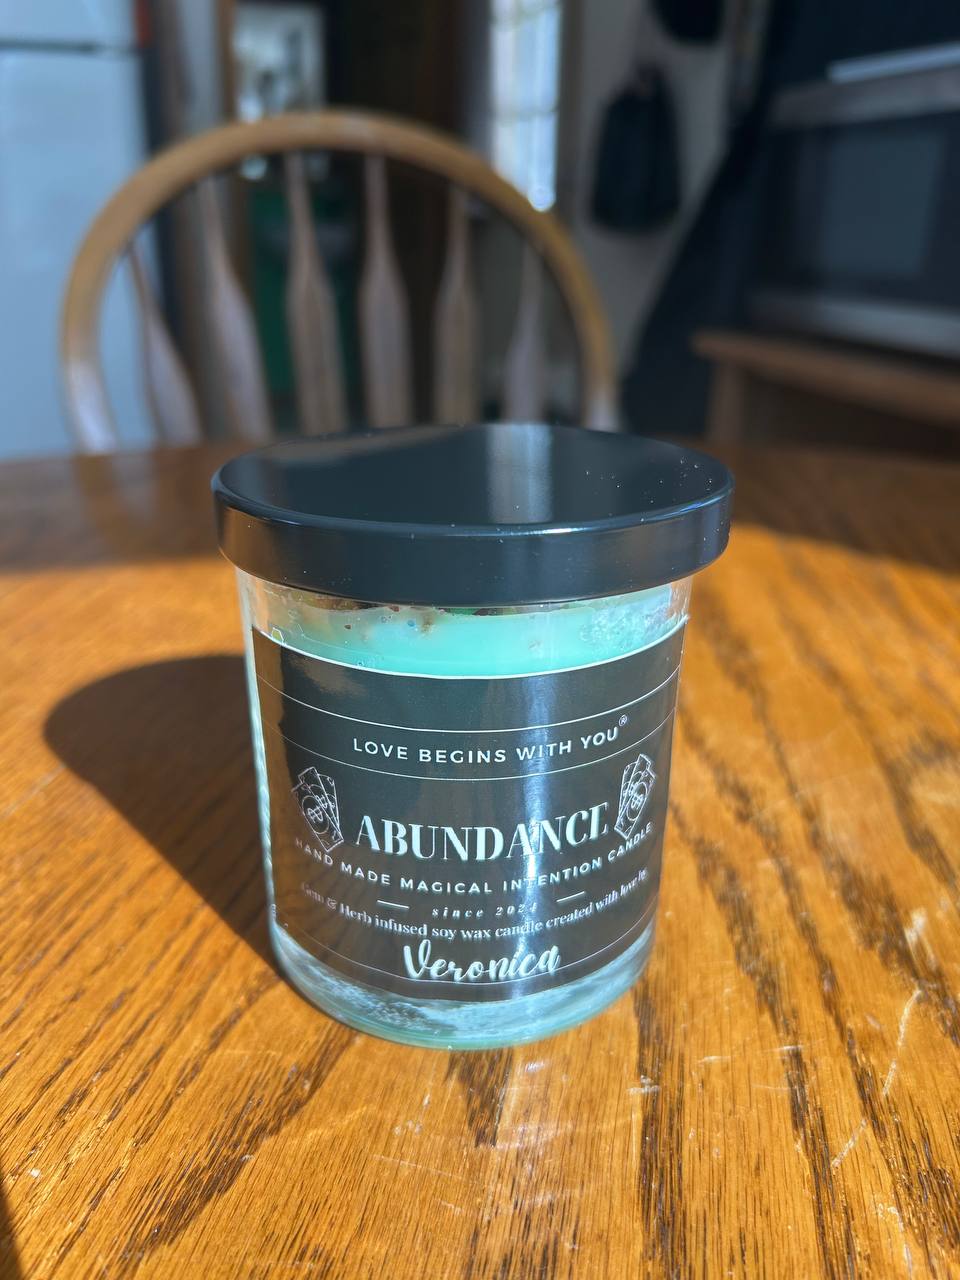 LOVE BEGINS WITH YOU®
ABUNDANCE
HAND MADE MAGICAL INTENTION CANDLE
since 2024
Gem & Herb infused soy wax candle created with love by
Veronica